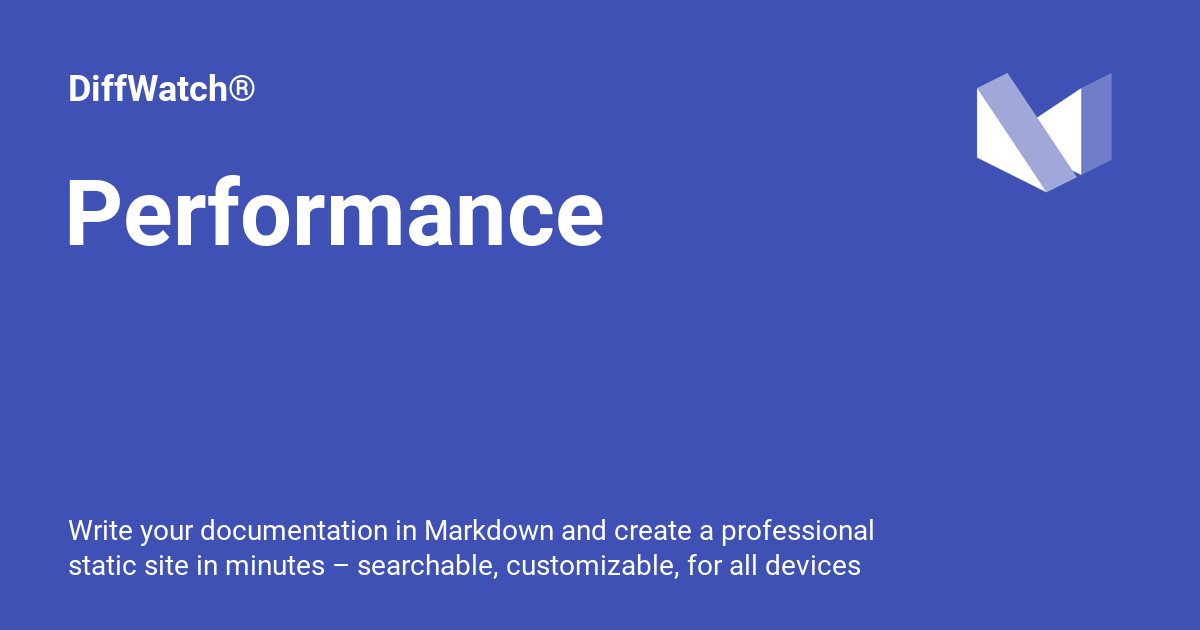 DiffWatch®
Performance
Write your documentation in Markdown and create a professional
static site in minutes – searchable, customizable, for all devices